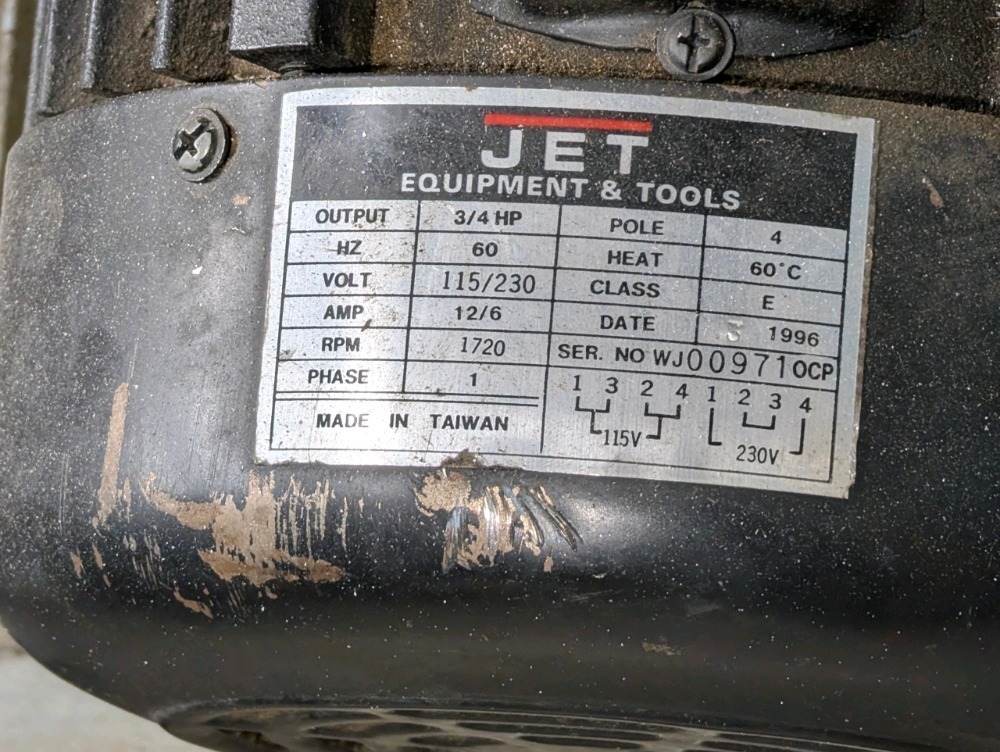 JET
EQUIPMENT & TOOLS
OUTPUT 3/4 HP POLE 4
HZ 60 HEAT 60°C
VOLT 115/230 CLASS E
AMP 12/6 DATE 3 1996
RPM 1720 SER. NO WJ0097100CP
PHASE 1
1 3 2 4 1 2 3 4
MADE IN TAIWAN
115V 230V